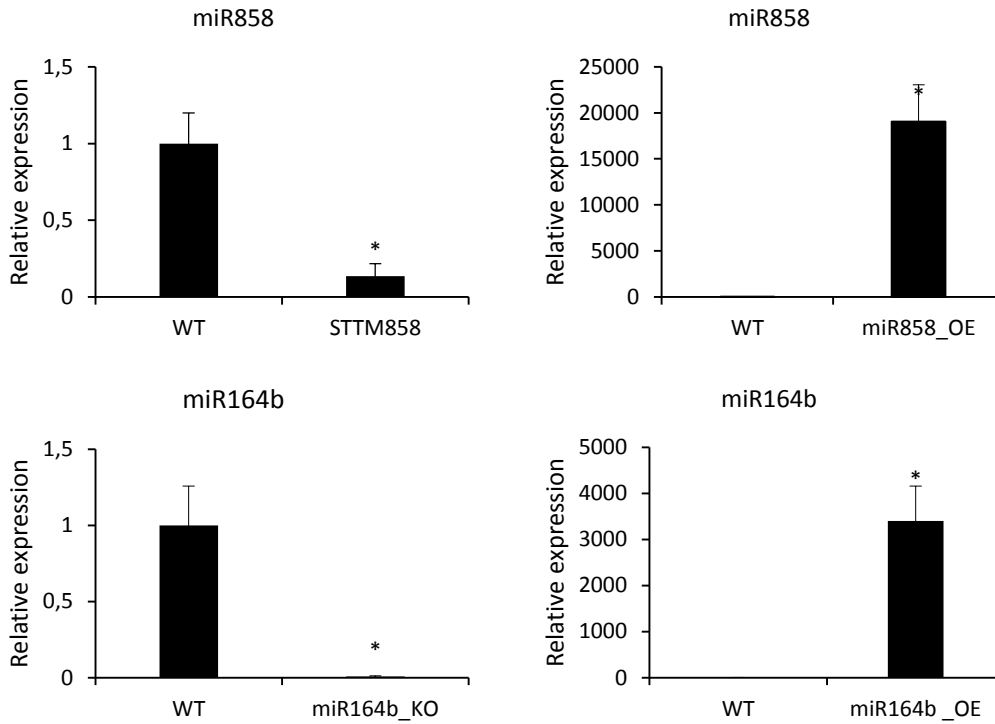 miR858
Relative expression
1,5
1
0,5
0
*
WT
STTM858
miR858
Relative expression
25000
20000
15000
10000
5000
0
*
WT
miR858_OE
miR164b
Relative expression
1,5
1
0,5
0
*
WT
miR164b_KO
miR164b
Relative expression
5000
4000
3000
2000
1000
0
*
WT
miR164b _OE